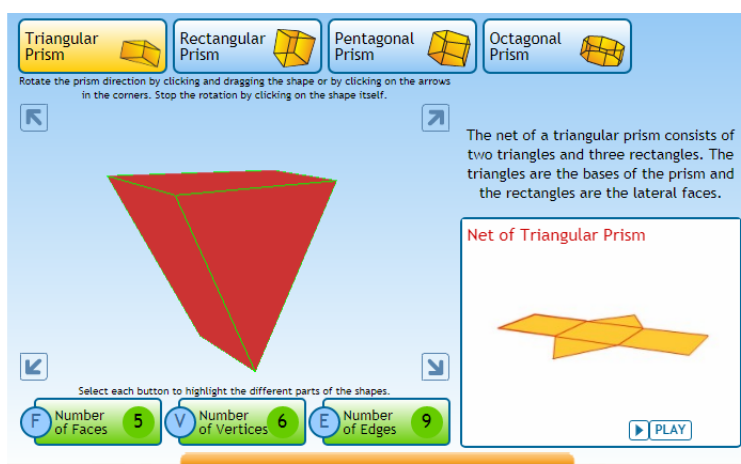 Triangular
Prism
Rectangular
Prism
Pentagonal
Prism
Octagonal
Prism
Rotate the prism direction by clicking and dragging the shape or by clicking on the arrows
in the corners. Stop the rotation by clicking on the shape itself.
The net of a triangular prism consists of
two triangles and three rectangles. The
triangles are the bases of the prism and
the rectangles are the lateral faces.
Net of Triangular Prism
PLAY
Select each button to highlight the different parts of the shapes.
F Number
of Faces 5
V Number
of Vertices 6
E Number
of Edges 9